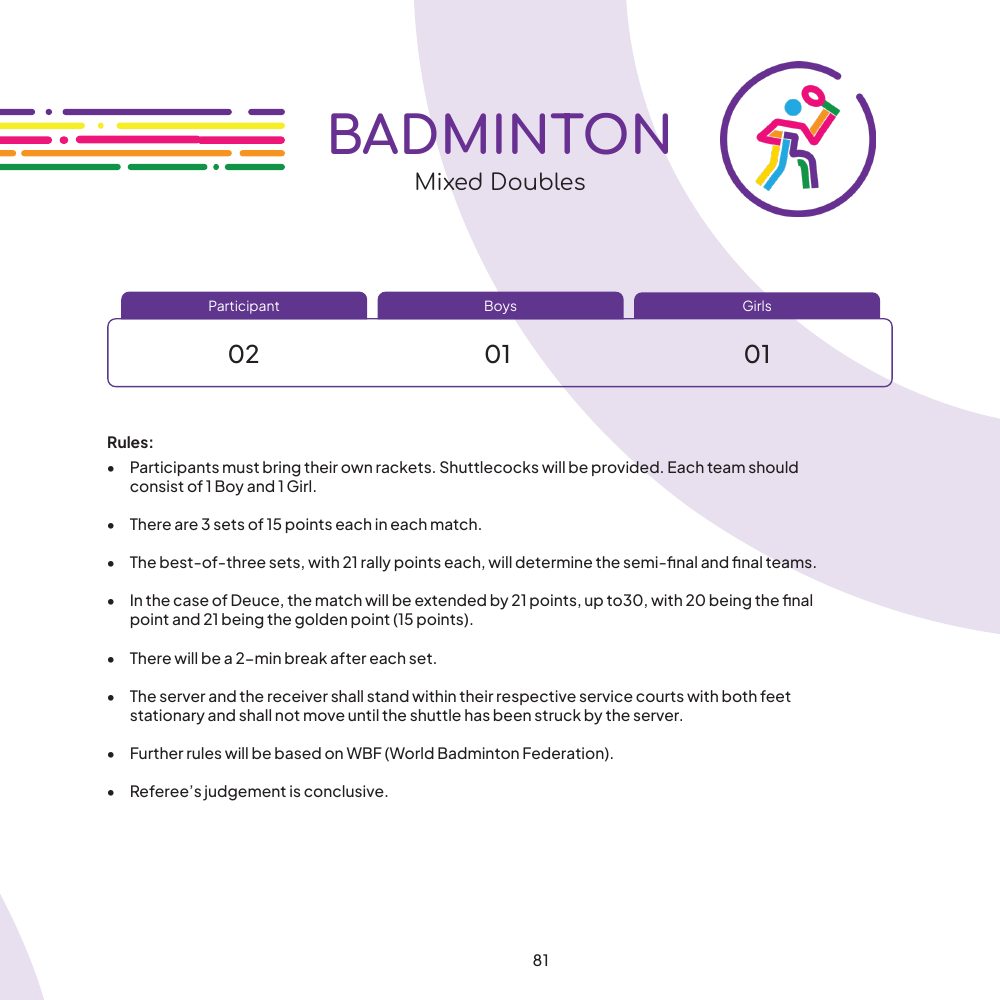 BADMINTON
Mixed Doubles
Participant Boys Girls
02 01 01
Rules:
• Participants must bring their own rackets. Shuttlecocks will be provided. Each team should
consist of 1 Boy and 1 Girl.
• There are 3 sets of 15 points each in each match.
• The best-of-three sets, with 21 rally points each, will determine the semi-final and final teams.
• In the case of Deuce, the match will be extended by 21 points, up to30, with 20 being the final
point and 21 being the golden point (15 points).
• There will be a 2–min break after each set.
• The server and the receiver shall stand within their respective service courts with both feet
stationary and shall not move until the shuttle has been struck by the server.
• Further rules will be based on WBF (World Badminton Federation).
• Referee’s judgement is conclusive.
81